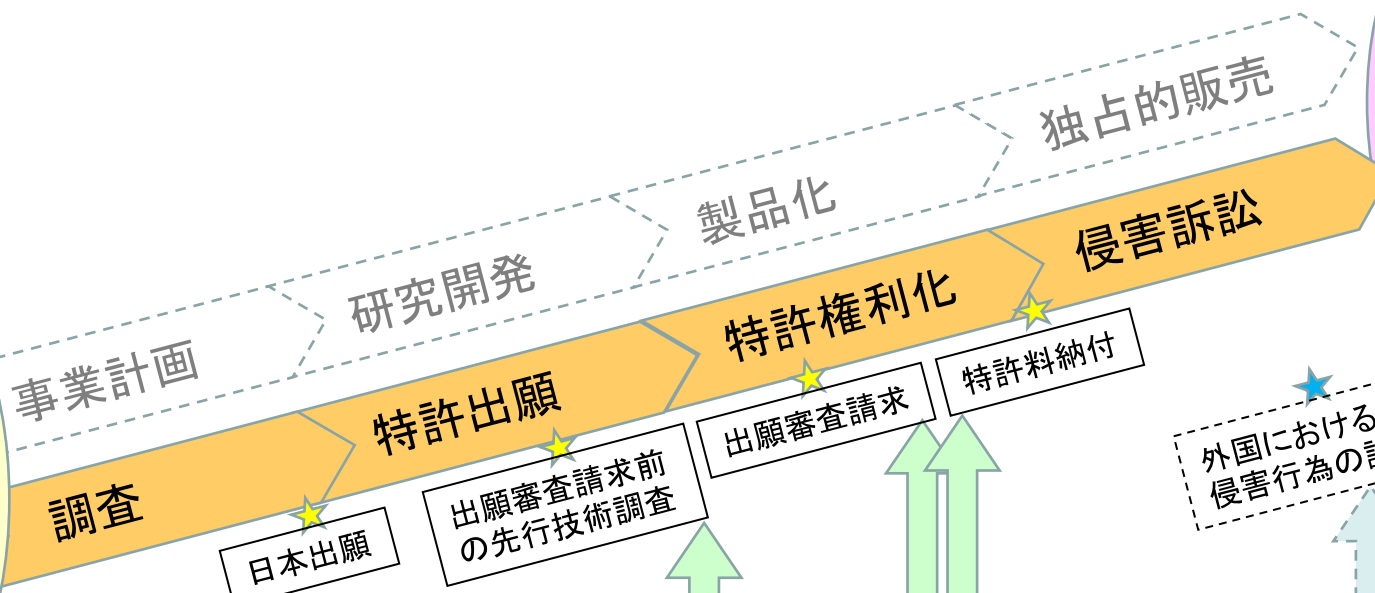 事業計画
研究開発
製品化
独占的販売
調査
特許出願
特許権利化
侵害訴訟
日本出願
出願審査請求前
の先行技術調査
出願審査請求
特許料納付
外国における
侵害行為の